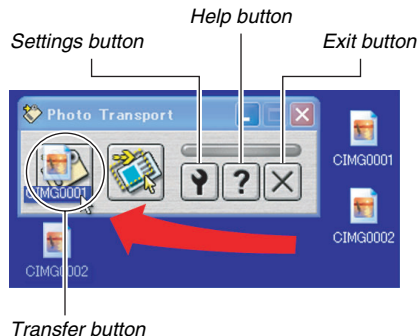 Help button
Settings button
Exit button
Photo Transport
CIMG0001
CIMG0001
CIMG0002
CIMG0002
Transfer button